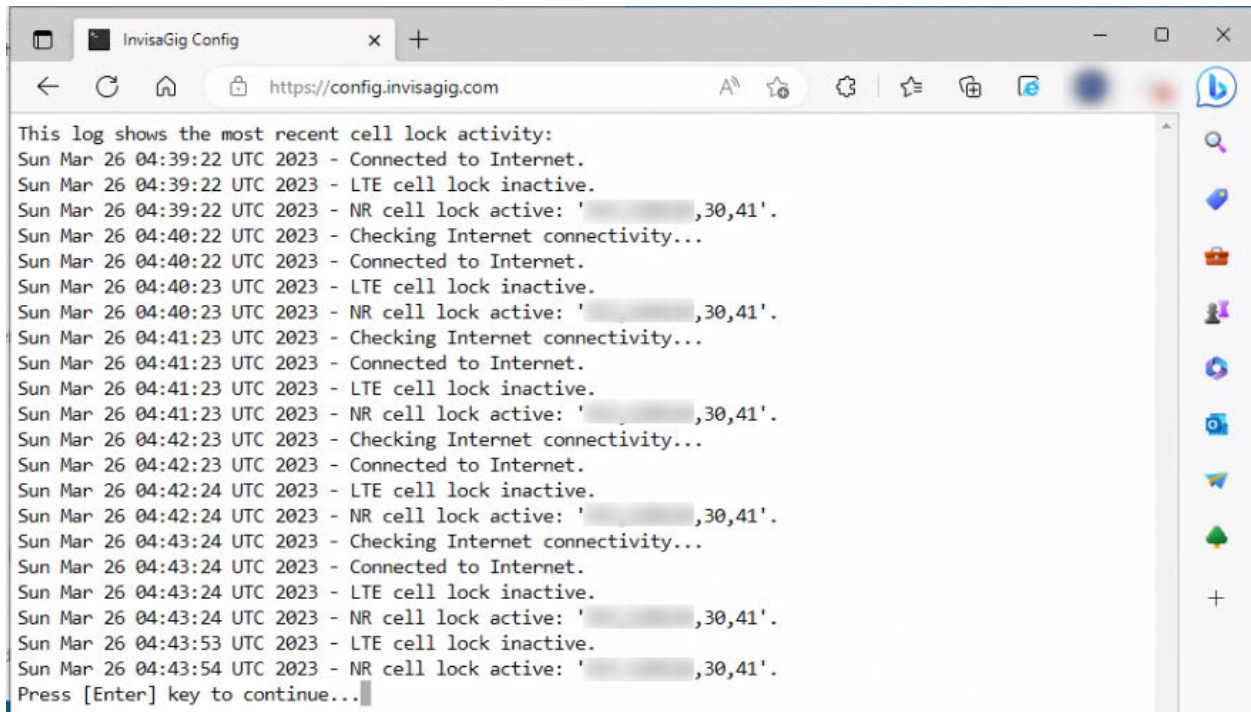 InvisaGig Config
https://config.invisagig.com
This log shows the most recent cell lock activity:
Sun Mar 26 04:39:22 UTC 2023 - Connected to Internet.
Sun Mar 26 04:39:22 UTC 2023 - LTE cell lock inactive.
Sun Mar 26 04:39:22 UTC 2023 - NR cell lock active: ' ,30,41'.
Sun Mar 26 04:40:22 UTC 2023 - Checking Internet connectivity...
Sun Mar 26 04:40:22 UTC 2023 - Connected to Internet.
Sun Mar 26 04:40:23 UTC 2023 - LTE cell lock inactive.
Sun Mar 26 04:40:23 UTC 2023 - NR cell lock active: ' ,30,41'.
Sun Mar 26 04:41:23 UTC 2023 - Checking Internet connectivity...
Sun Mar 26 04:41:23 UTC 2023 - Connected to Internet.
Sun Mar 26 04:41:23 UTC 2023 - LTE cell lock inactive.
Sun Mar 26 04:41:23 UTC 2023 - NR cell lock active: ' ,30,41'.
Sun Mar 26 04:42:23 UTC 2023 - Checking Internet connectivity...
Sun Mar 26 04:42:23 UTC 2023 - Connected to Internet.
Sun Mar 26 04:42:24 UTC 2023 - LTE cell lock inactive.
Sun Mar 26 04:42:24 UTC 2023 - NR cell lock active: ' ,30,41'.
Sun Mar 26 04:43:24 UTC 2023 - Checking Internet connectivity...
Sun Mar 26 04:43:24 UTC 2023 - Connected to Internet.
Sun Mar 26 04:43:24 UTC 2023 - LTE cell lock inactive.
Sun Mar 26 04:43:24 UTC 2023 - NR cell lock active: ' ,30,41'.
Sun Mar 26 04:43:53 UTC 2023 - LTE cell lock inactive.
Sun Mar 26 04:43:54 UTC 2023 - NR cell lock active: ' ,30,41'.
Press [Enter] key to continue...